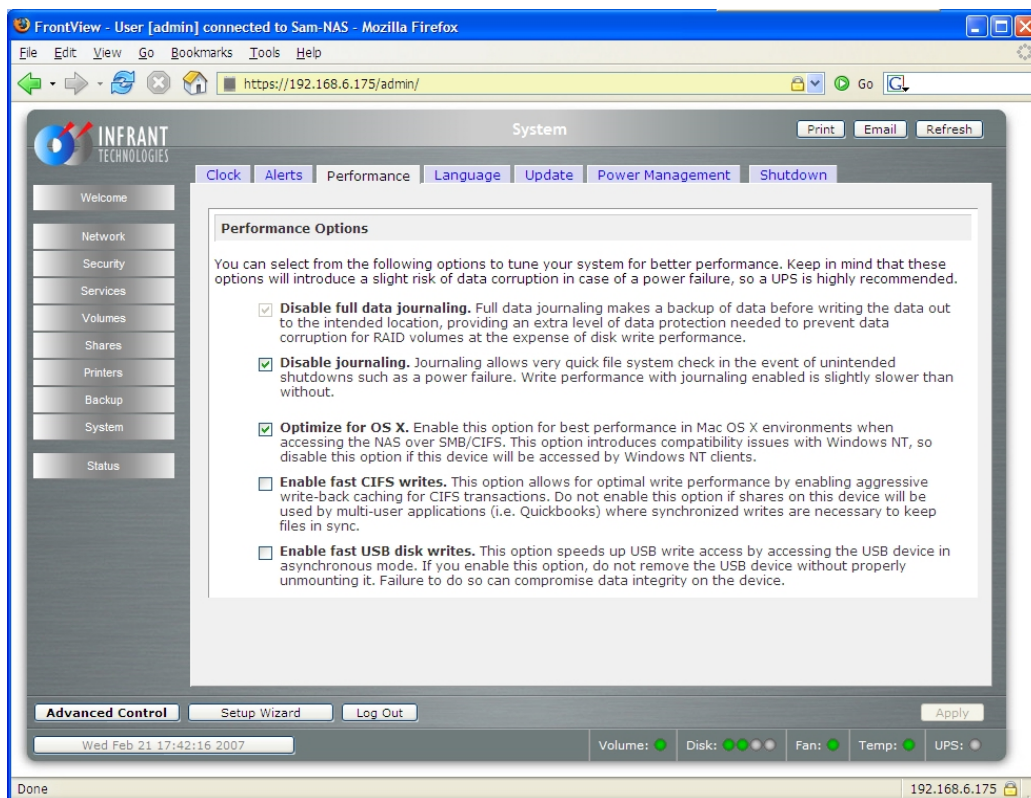 FrontView - User [admin] connected to Sam-NAS - Mozilla Firefox
File Edit View Go Bookmarks Tools Help
https://192.168.6.175/admin/ Go G
INFRANT
TECHNOLOGIES
System
Print Email Refresh
Clock Alerts Performance Language Update Power Management Shutdown
Welcome
Network
Security
Services
Volumes
Shares
Printers
Backup
System
Status
Performance Options
You can select from the following options to tune your system for better performance. Keep in mind that these
options will introduce a slight risk of data corruption in case of a power failure, so a UPS is highly recommended.
Disable full data journaling. Full data journaling makes a backup of data before writing the data out
to the intended location, providing an extra level of data protection needed to prevent data
corruption for RAID volumes at the expense of disk write performance.
Disable journaling. Journaling allows very quick file system check in the event of unintended
shutdowns such as a power failure. Write performance with journaling enabled is slightly slower than
without.
Optimize for OS X. Enable this option for best performance in Mac OS X environments when
accessing the NAS over SMB/CIFS. This option introduces compatibility issues with Windows NT, so
disable this option if this device will be accessed by Windows NT clients.
Enable fast CIFS writes. This option allows for optimal write performance by enabling aggressive
write-back caching for CIFS transactions. Do not enable this option if shares on this device will be
used by multi-user applications (i.e. Quickbooks) where synchronized writes are necessary to keep
files in sync.
Enable fast USB disk writes. This option speeds up USB write access by accessing the USB device in
asynchronous mode. If you enable this option, do not remove the USB device without properly
unmounting it. Failure to do so can compromise data integrity on the device.
Advanced Control Setup Wizard Log Out Apply
Wed Feb 21 17:42:16 2007 Volume: Disk: Fan: Temp: UPS:
Done 192.168.6.175